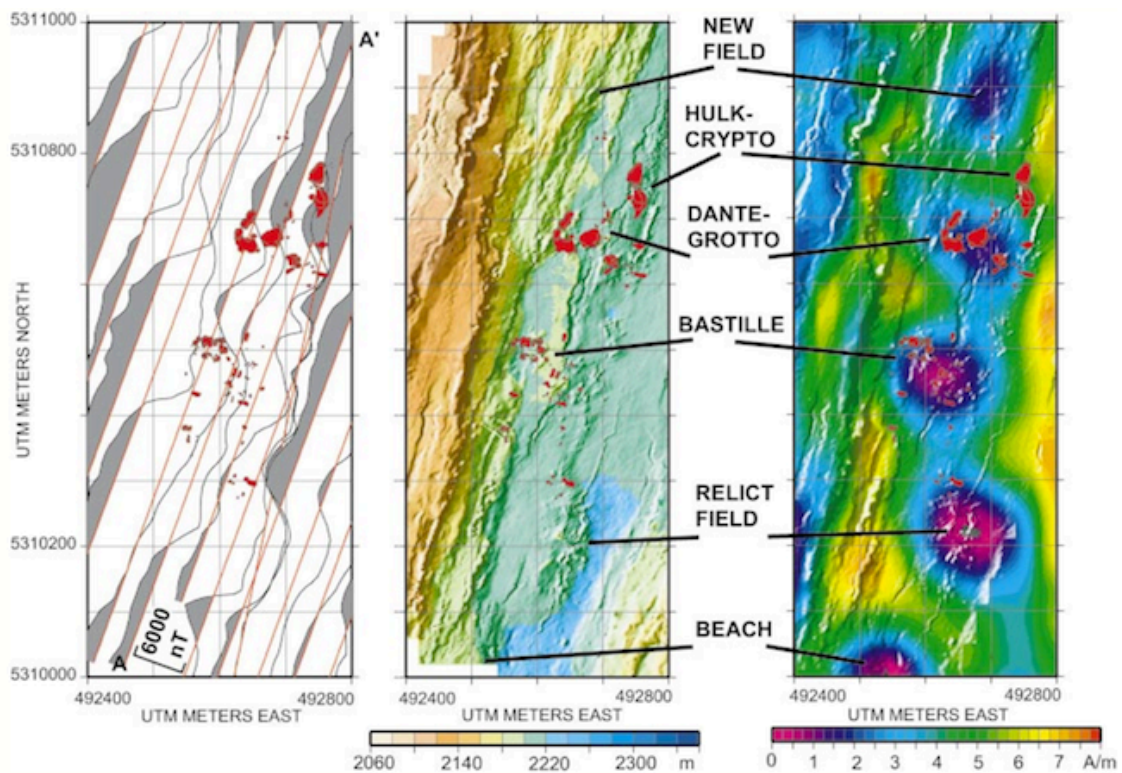 5311000
5310800
5310200
5310000
UTM METERS NORTH
A'
A
6000
nT
492400 492800
UTM METERS EAST
NEW
FIELD
HULK-
CRYPTO
DANTE-
GROTTO
BASTILLE
RELICT
FIELD
BEACH
492400 492800
UTM METERS EAST
2060 2140 2220 2300 m
492400 492800
UTM METERS EAST
0 1 2 3 4 5 6 7 A/m